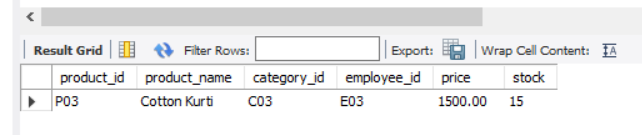 Result Grid Filter Rows: Export: Wrap Cell Content: IA
product_id product_name category_id employee_id price stock
P03 Cotton Kurti C03 E03 1500.00 15